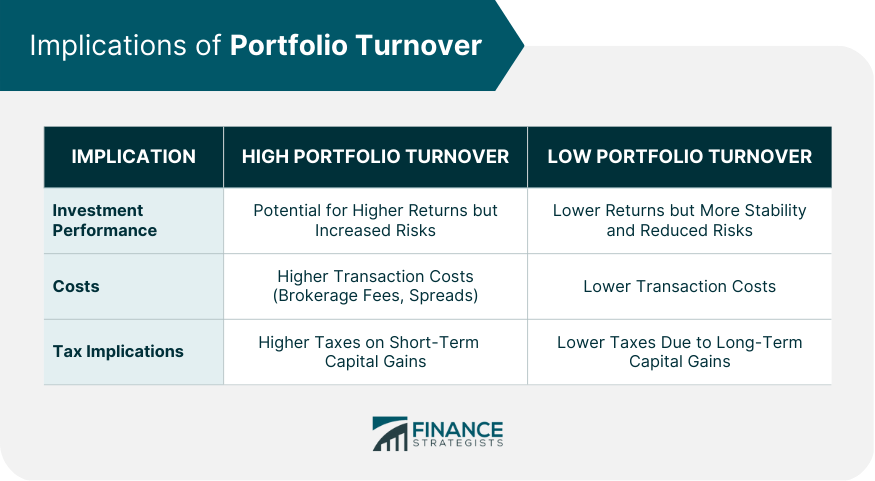 Implications of Portfolio Turnover
IMPLICATION
HIGH PORTFOLIO TURNOVER
LOW PORTFOLIO TURNOVER
Investment
Performance
Potential for Higher Returns but
Increased Risks
Lower Returns but More Stability
and Reduced Risks
Costs
Higher Transaction Costs
(Brokerage Fees, Spreads)
Lower Transaction Costs
Tax Implications
Higher Taxes on Short-Term
Capital Gains
Lower Taxes Due to Long-Term
Capital Gains
FINANCE
STRATEGISTS